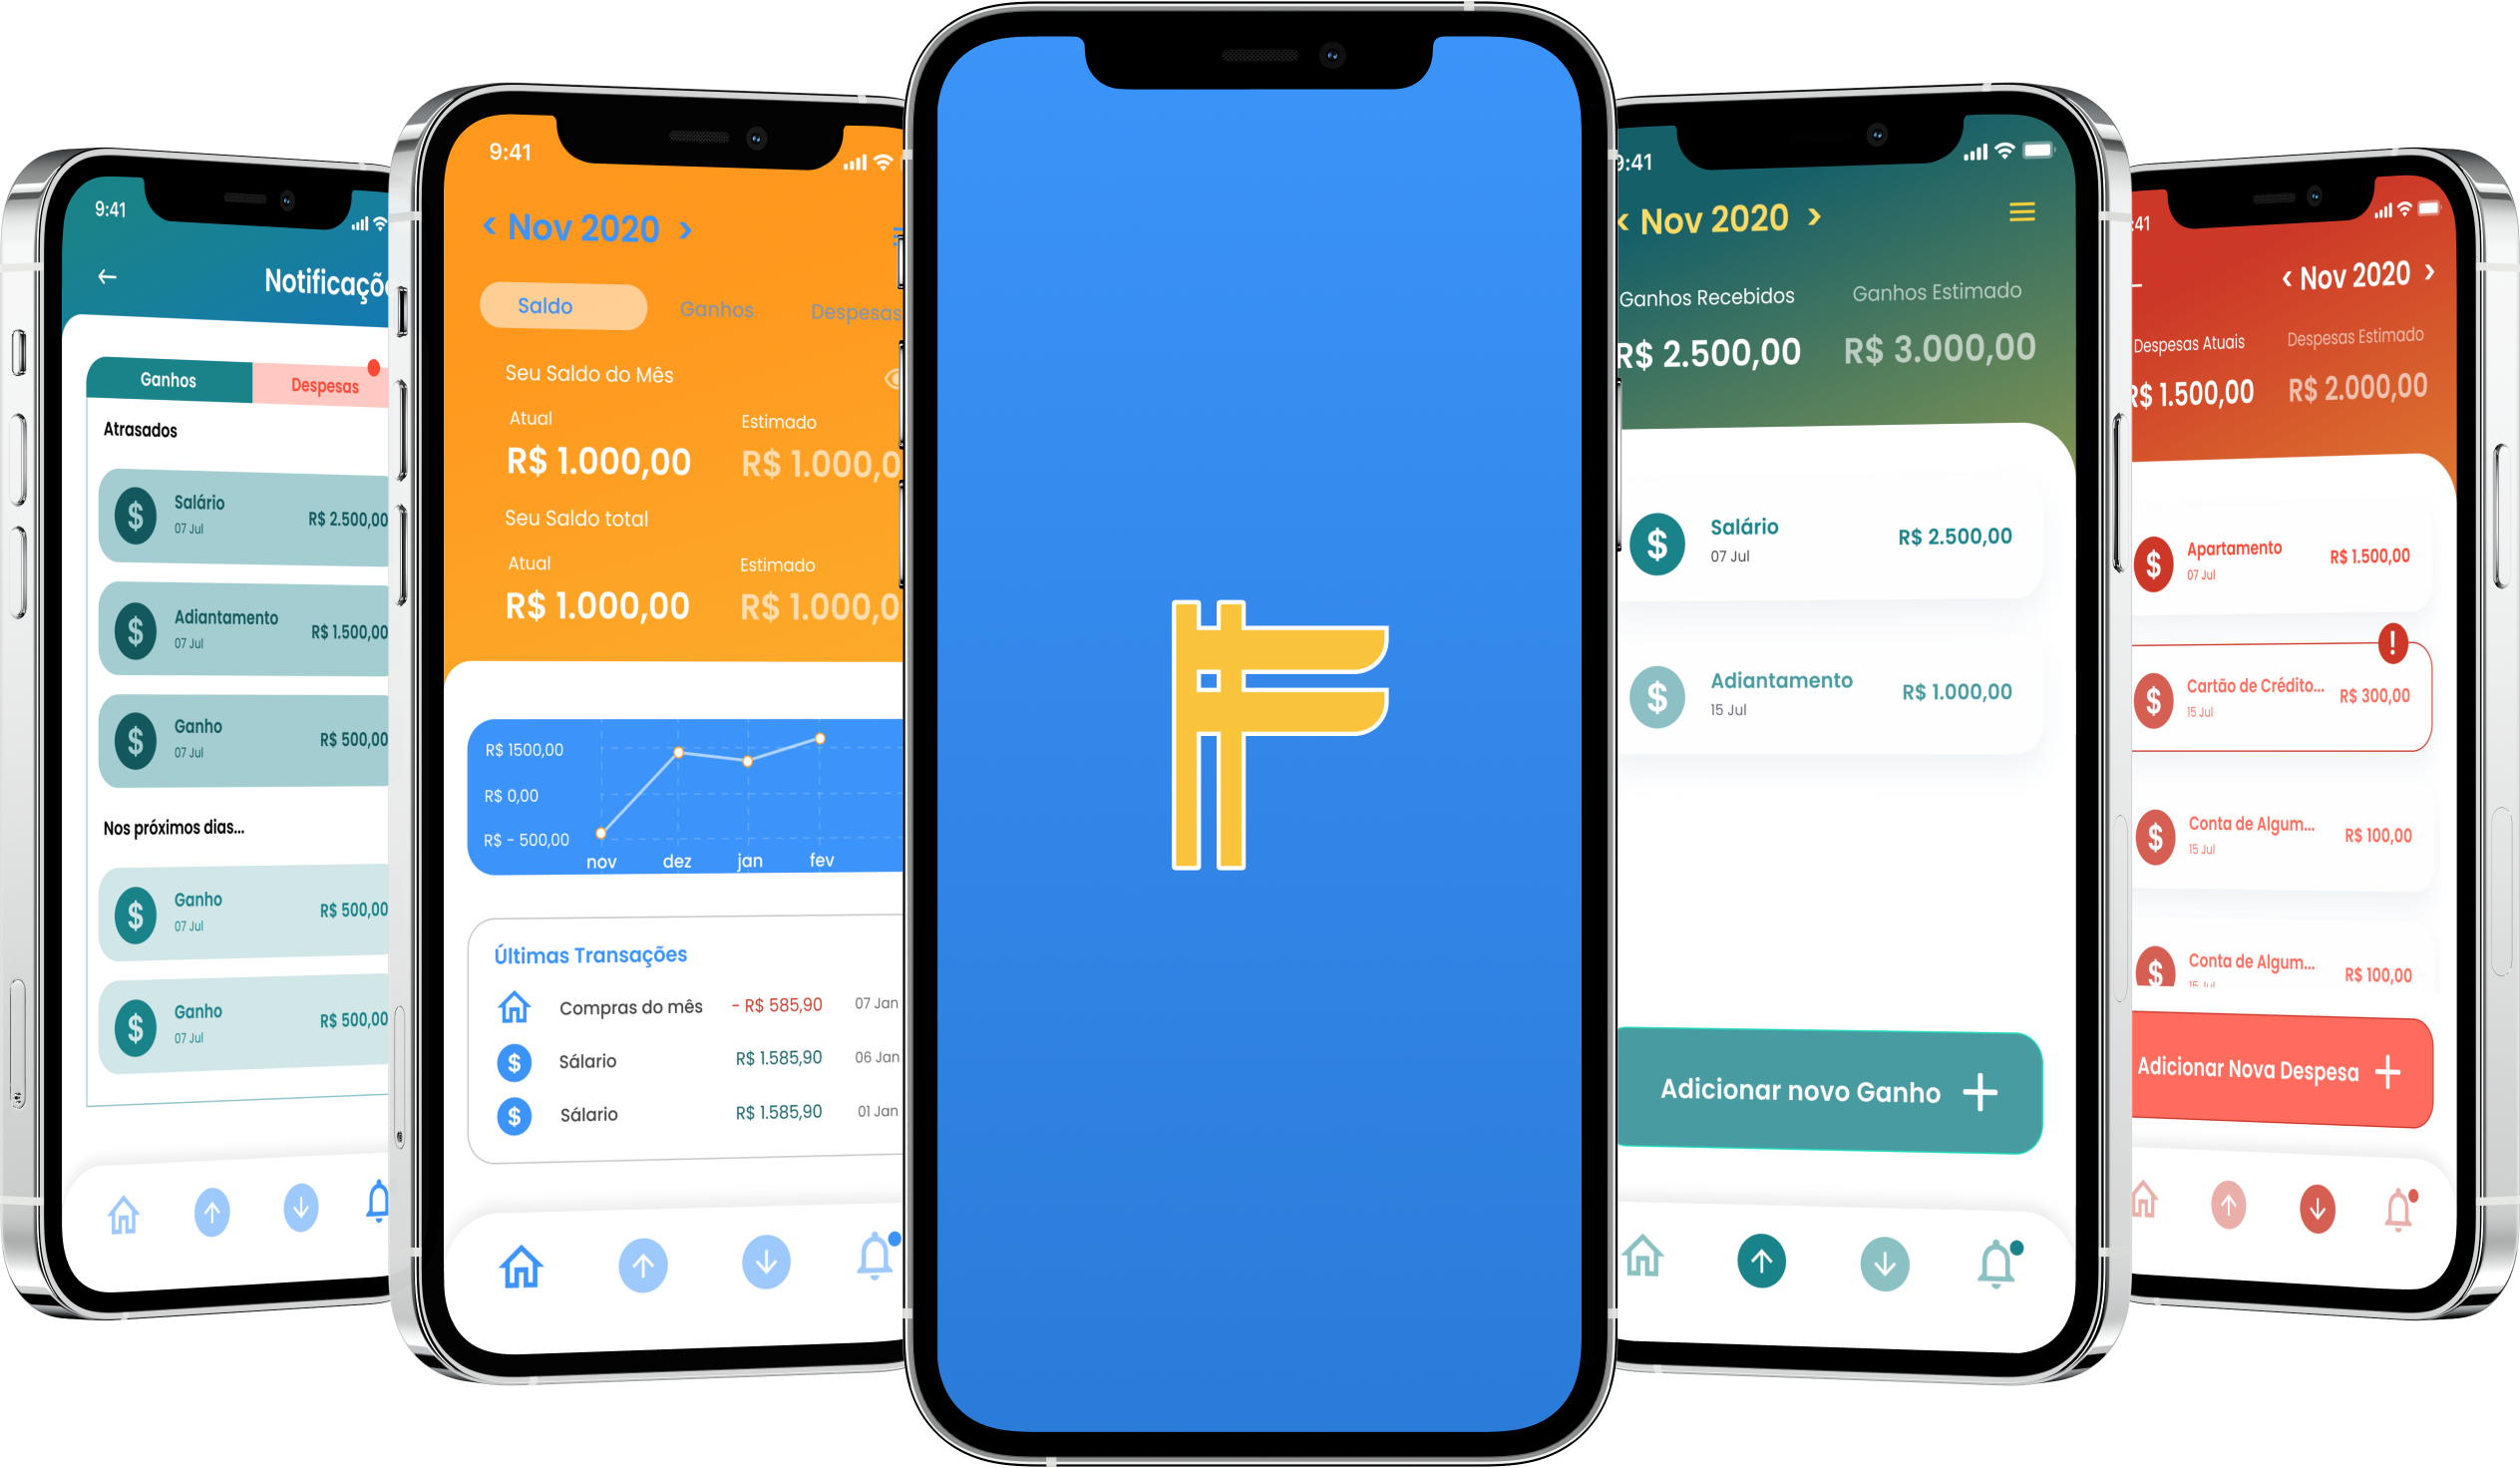 9:41
Notificaçõe
Ganhos
Despesas
Atrasados
Salário
07 Jul
R$ 2.500,00
Adiantamento
07 Jul
R$ 1.500,00
Ganho
07 Jul
R$ 500,00
Nos próximos dias...
Ganho
07 Jul
R$ 500,00
Ganho
07 Jul
R$ 500,00
9:41
Nov 2020
Saldo
Ganhos
Despesas
Seu Saldo do Mês
Atual
Estimado
R$ 1.000,00
R$ 1.000,0
Seu Saldo total
Atual
Estimado
R$ 1.000,00
R$ 1.000,0
R$ 1500,00
R$ 0,00
R$ - 500,00
nov dez jan fev
Últimas Transações
Compras do mês - R$ 585,90 07 Jan
Sálario R$ 1.585,90 06 Jan
Sálario R$ 1.585,90 01 Jan
9:41
Nov 2020
Ganhos Recebidos
Ganhos Estimado
R$ 2.500,00
R$ 3.000,00
Salário
07 Jul
R$ 2.500,00
Adiantamento
15 Jul
R$ 1.000,00
Adicionar novo Ganho
:41
Nov 2020
Despesas Atuais
Despesas Estimado
R$ 1.500,00
R$ 2.000,00
Apartamento
07 Jul
R$ 1.500,00
Cartão de Crédito...
15 Jul
R$ 300,00
Conta de Algum...
15 Jul
R$ 100,00
Conta de Algum...
15 Jul
R$ 100,00
Adicionar Nova Despesa